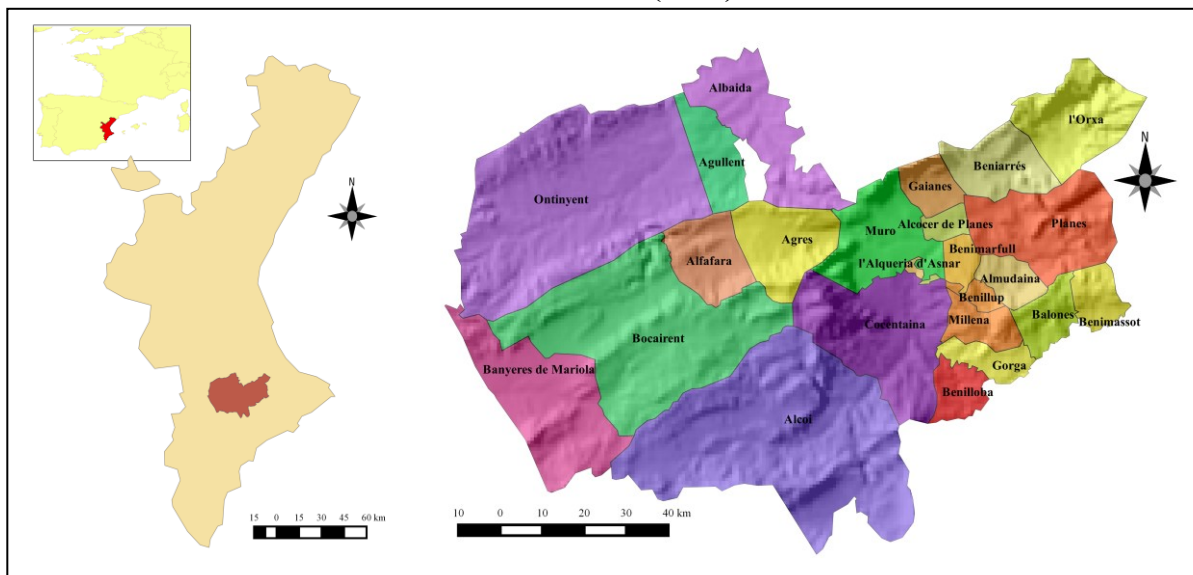 N
15 0 15 30 45 60 km
Albaida
l'Orxa
N
Agullent
Beniarrés
Gaianes
Ontinyent
Planes
Alcocer de Planes
Muro
Agres
Benimarfull
Alfafara
l'Alqueria d'Asnar
Almudaina
Benillup
Cocentaina
Millena
Balones
Benimassot
Bocairent
Gorga
Banyeres de Mariola
Benilloba
Alcoi
10 0 10 20 30 40 km